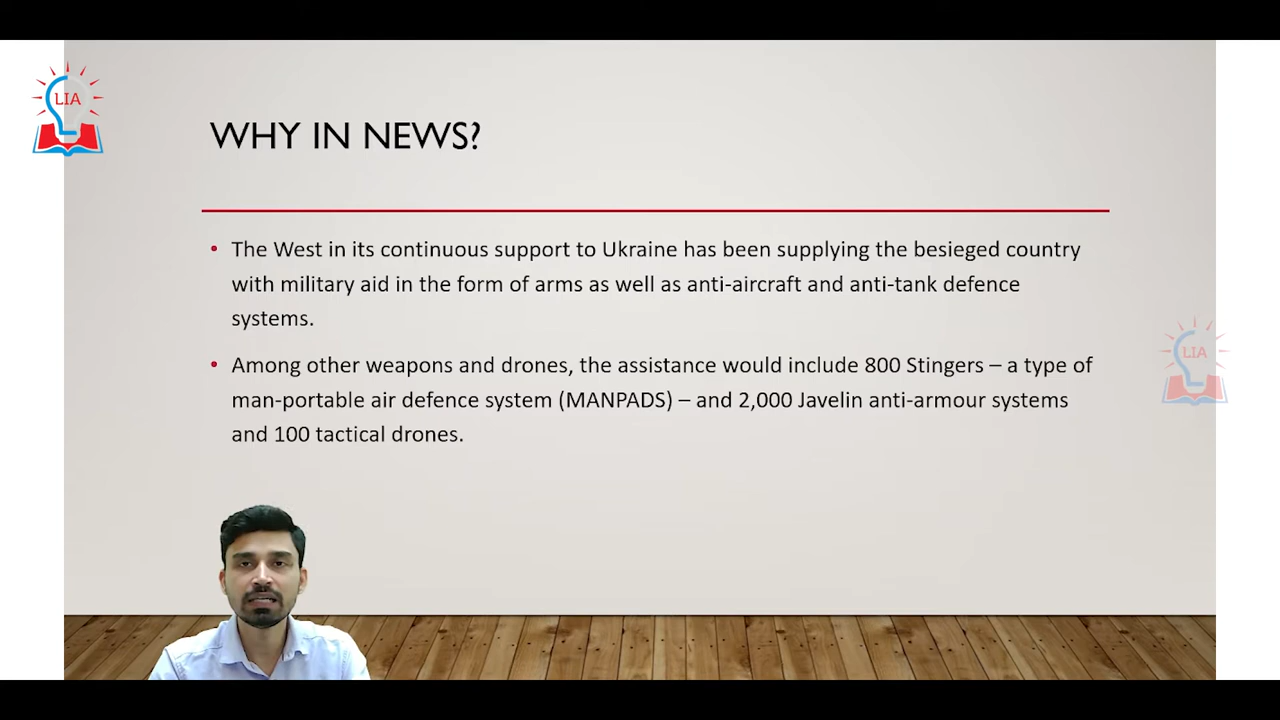 LIA
WHY IN NEWS?
• The West in its continuous support to Ukraine has been supplying the besieged country
with military aid in the form of arms as well as anti-aircraft and anti-tank defence
systems.
• Among other weapons and drones, the assistance would include 800 Stingers – a type of
man-portable air defence system (MANPADS) – and 2,000 Javelin anti-armour systems
and 100 tactical drones.
LIA